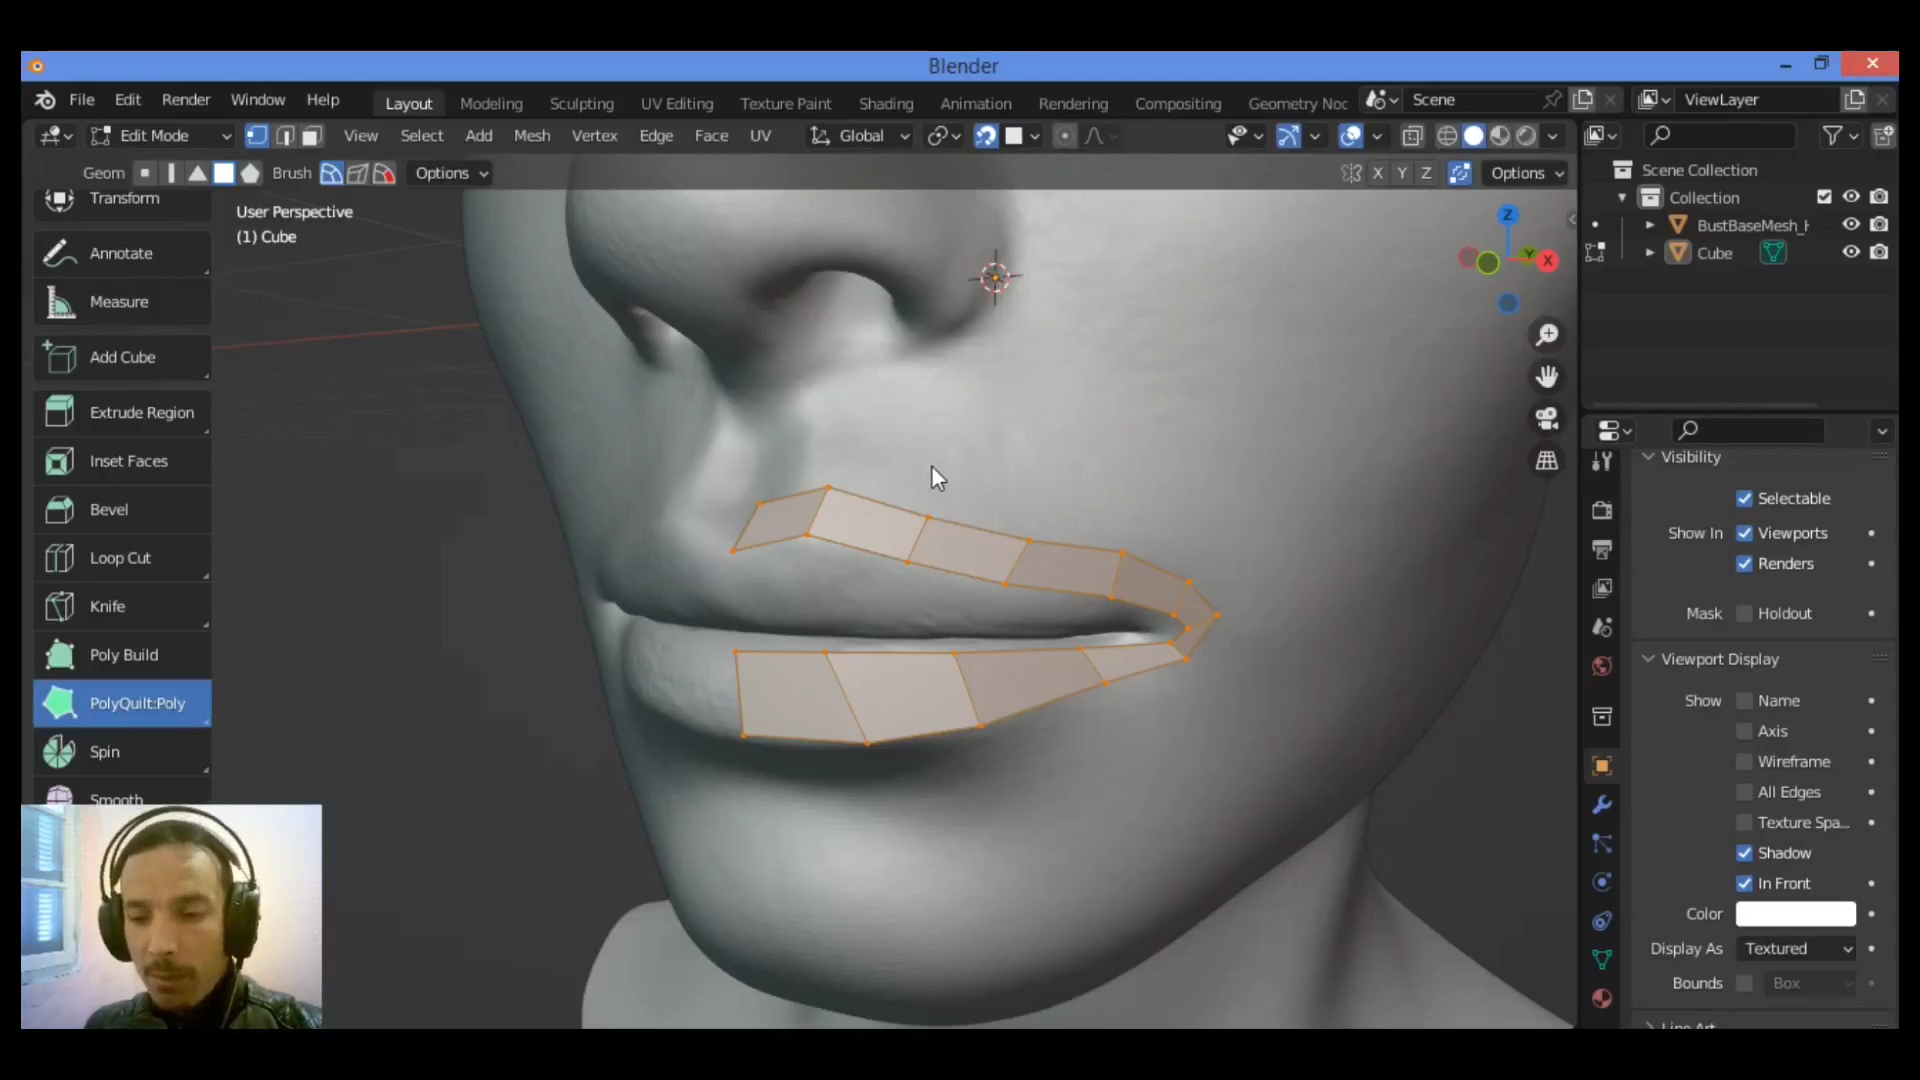 Blender
File Edit Render Window Help Layout Modeling Sculpting UV Editing Texture Paint Shading Animation Rendering Compositing Geometry Noc Scene ViewLayer
Edit Mode View Select Add Mesh Vertex Edge Face UV Global
Geom Brush Options X Y Z Options
Scene Collection
Collection
BustBaseMesh_H
Cube
User Perspective
(1) Cube
Z
Y
X
Transform
Annotate
Measure
Add Cube
Extrude Region
Inset Faces
Bevel
Loop Cut
Knife
Poly Build
PolyQuilt:Poly
Spin
Smooth
Visibility
Selectable
Show In Viewports
Renders
Mask Holdout
Viewport Display
Show Name
Axis
Wireframe
All Edges
Texture Spa...
Shadow
In Front
Color
Display As Textured
Bounds Box
Line Art